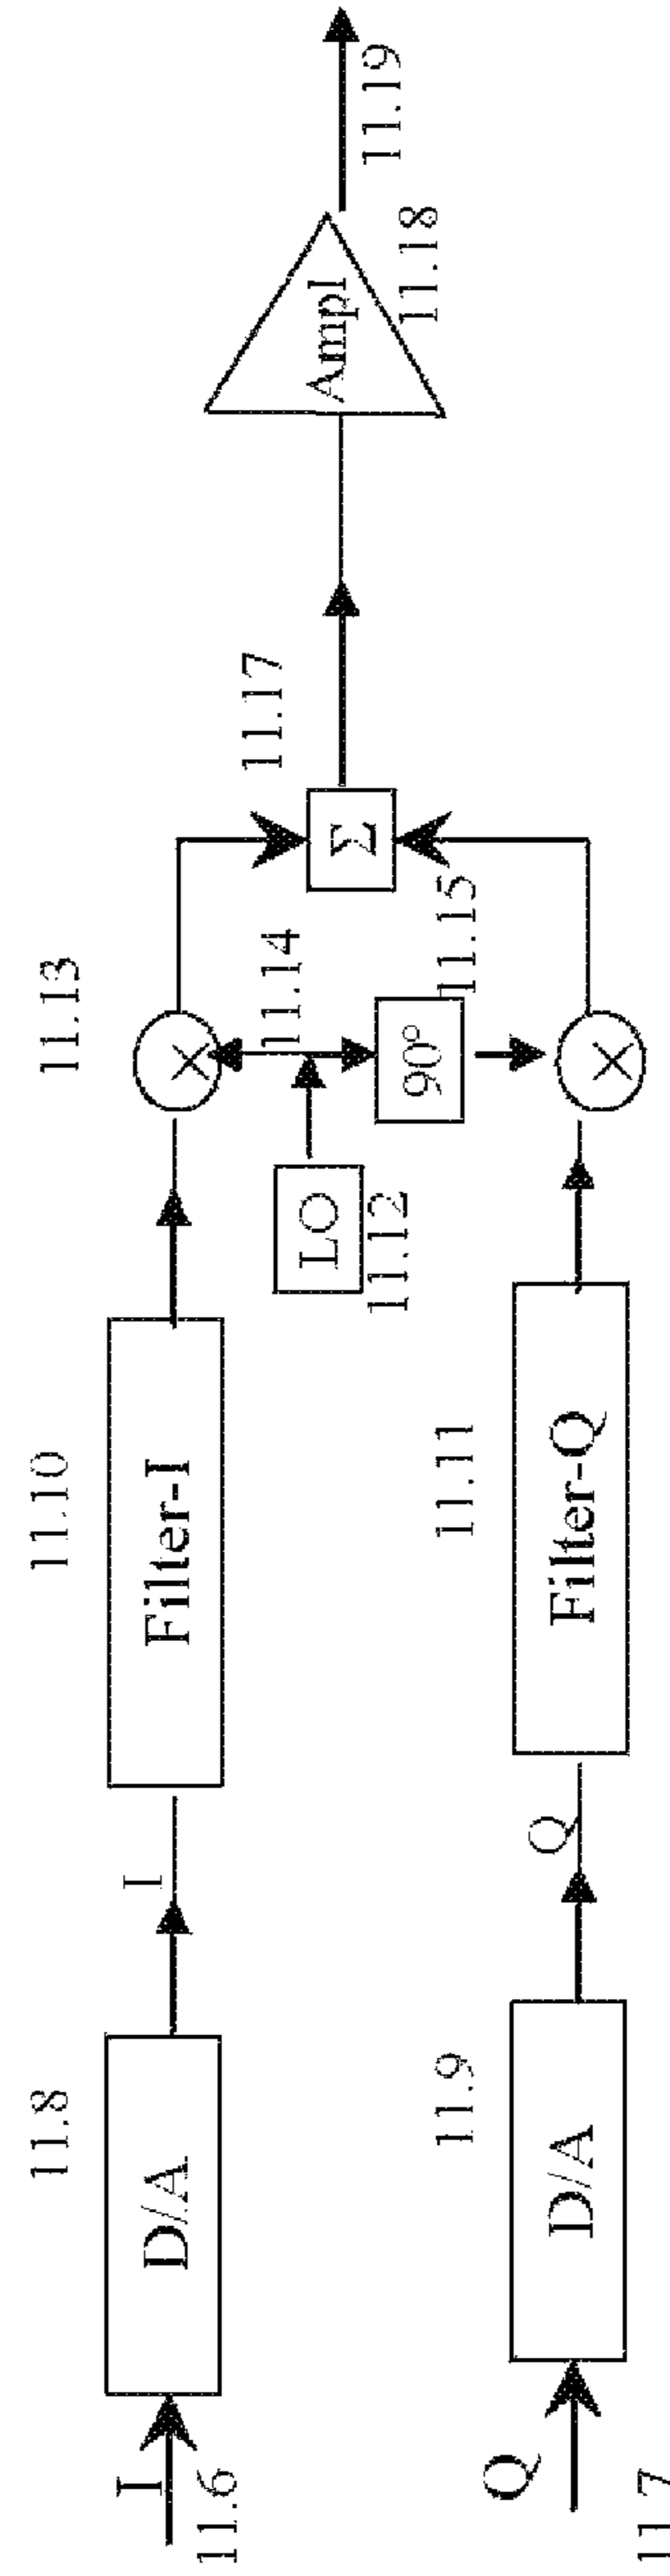 I
11.6
D/A
11.8
I
Filter-I
11.10
11.13
X
LO
11.12
11.14
90°
11.15
Σ
11.17
Ampl
11.18
11.19
Q
11.7
D/A
11.9
Q
Filter-Q
11.11
X